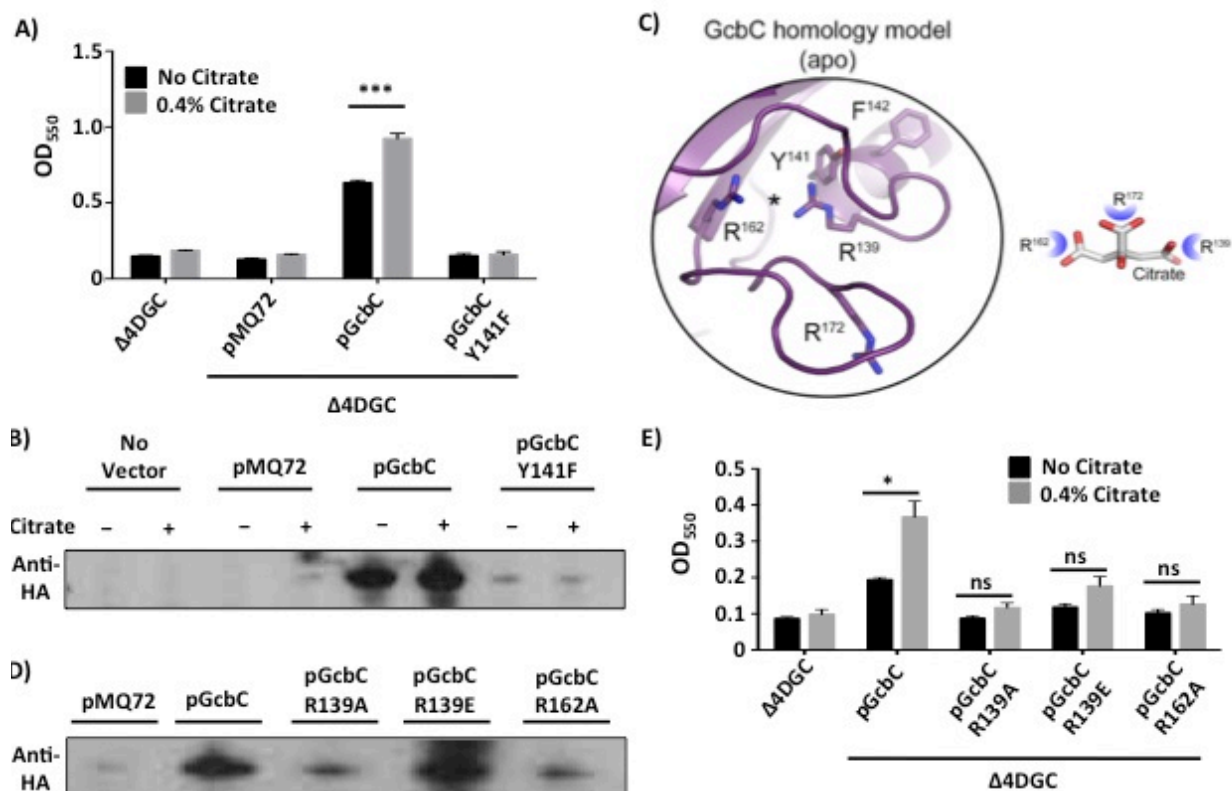 A)
1.5
1.0
0.5
0
OD550
No Citrate
0.4% Citrate
***
Δ4DGC
pMQ72
pGcbC
pGcbC Y141F
Δ4DGC
C)
GcbC homology model
(apo)
F142
Y141
*
R162
R139
R172
R172
R162
R139
Citrate
B)
No Vector
pMQ72
pGcbC
pGcbC Y141F
Citrate − + − + − + − +
Anti-HA
D)
pMQ72
pGcbC
pGcbC R139A
pGcbC R139E
pGcbC R162A
Anti-HA
E)
0.5
0.4
0.3
0.2
0.1
0
OD550
No Citrate
0.4% Citrate
*
ns
ns
ns
Δ4DGC
pGcbC
pGcbC R139A
pGcbC R139E
pGcbC R162A
Δ4DGC